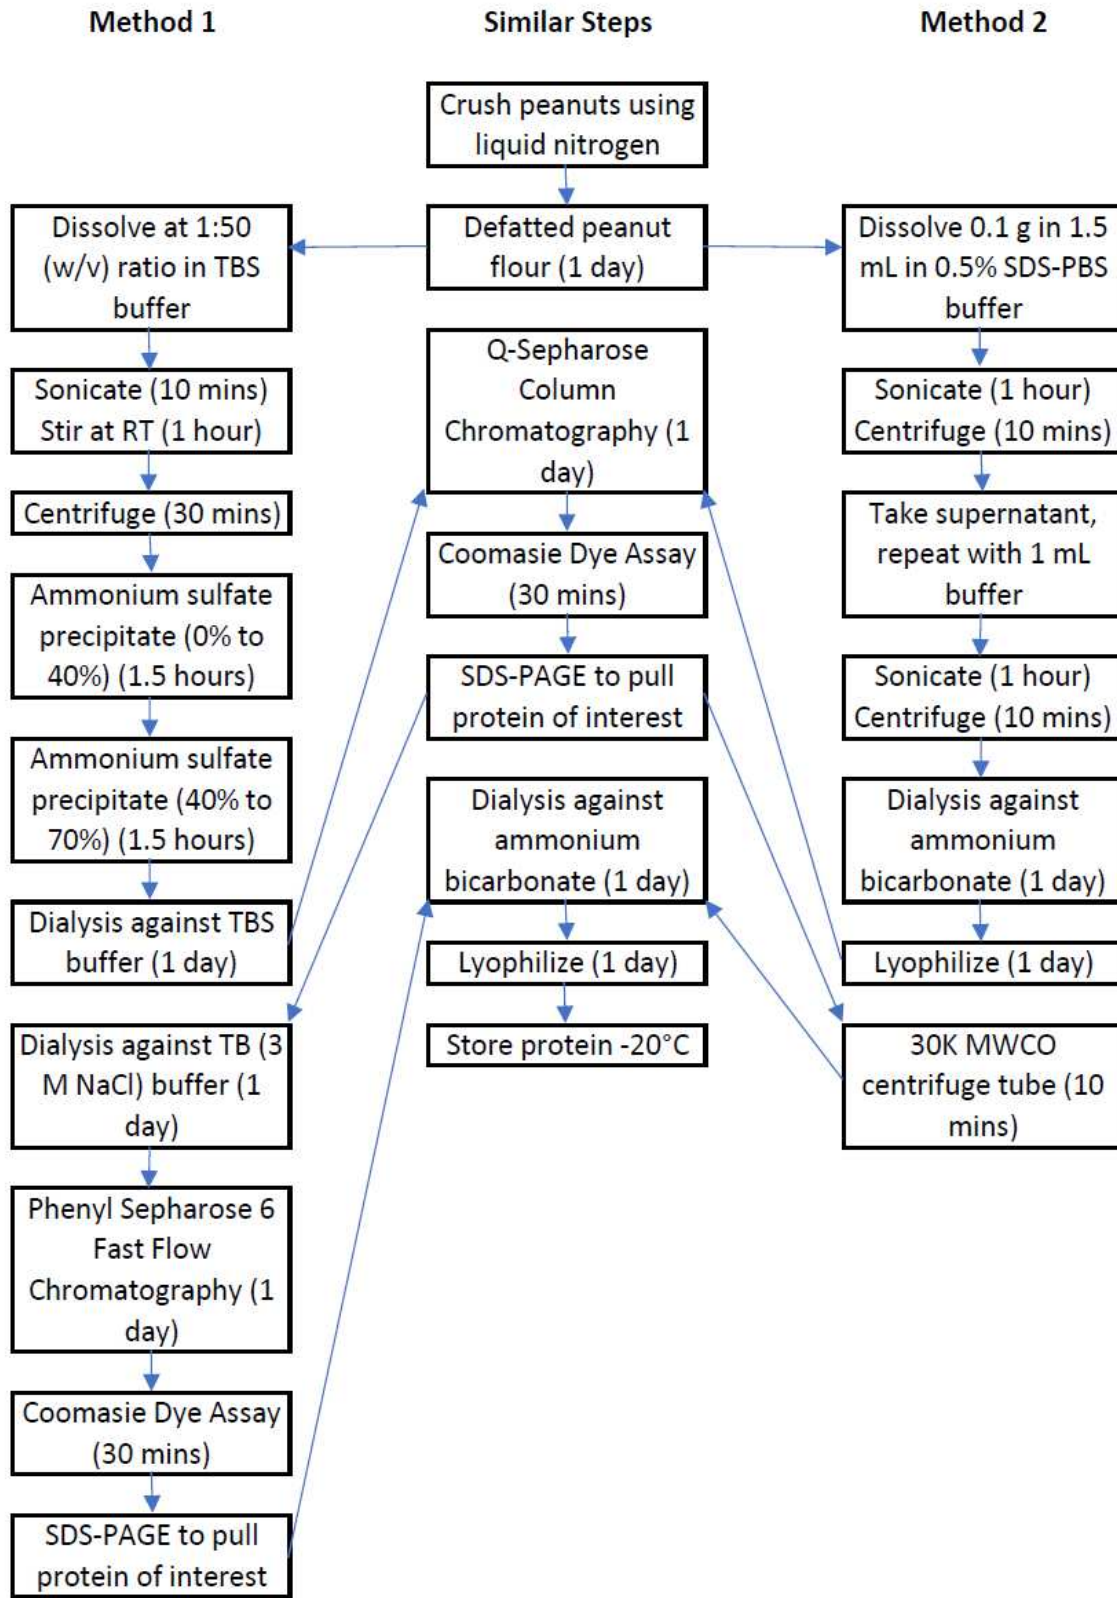 Method 1
Similar Steps
Method 2
Crush peanuts using
liquid nitrogen
Defatted peanut
flour (1 day)
Dissolve at 1:50
(w/v) ratio in TBS
buffer
Sonicate (10 mins)
Stir at RT (1 hour)
Centrifuge (30 mins)
Ammonium sulfate
precipitate (0% to
40%) (1.5 hours)
Ammonium sulfate
precipitate (40% to
70%) (1.5 hours)
Dialysis against TBS
buffer (1 day)
Dialysis against TB (3
M NaCl) buffer (1
day)
Phenyl Sepharose 6
Fast Flow
Chromatography (1
day)
Coomasie Dye Assay
(30 mins)
SDS-PAGE to pull
protein of interest
Q-Sepharose
Column
Chromatography (1
day)
Coomasie Dye Assay
(30 mins)
SDS-PAGE to pull
protein of interest
Dialysis against
ammonium
bicarbonate (1 day)
Lyophilize (1 day)
Store protein -20°C
Dissolve 0.1 g in 1.5
mL in 0.5% SDS-PBS
buffer
Sonicate (1 hour)
Centrifuge (10 mins)
Take supernatant,
repeat with 1 mL
buffer
Sonicate (1 hour)
Centrifuge (10 mins)
Dialysis against
ammonium
bicarbonate (1 day)
Lyophilize (1 day)
30K MWCO
centrifuge tube (10
mins)